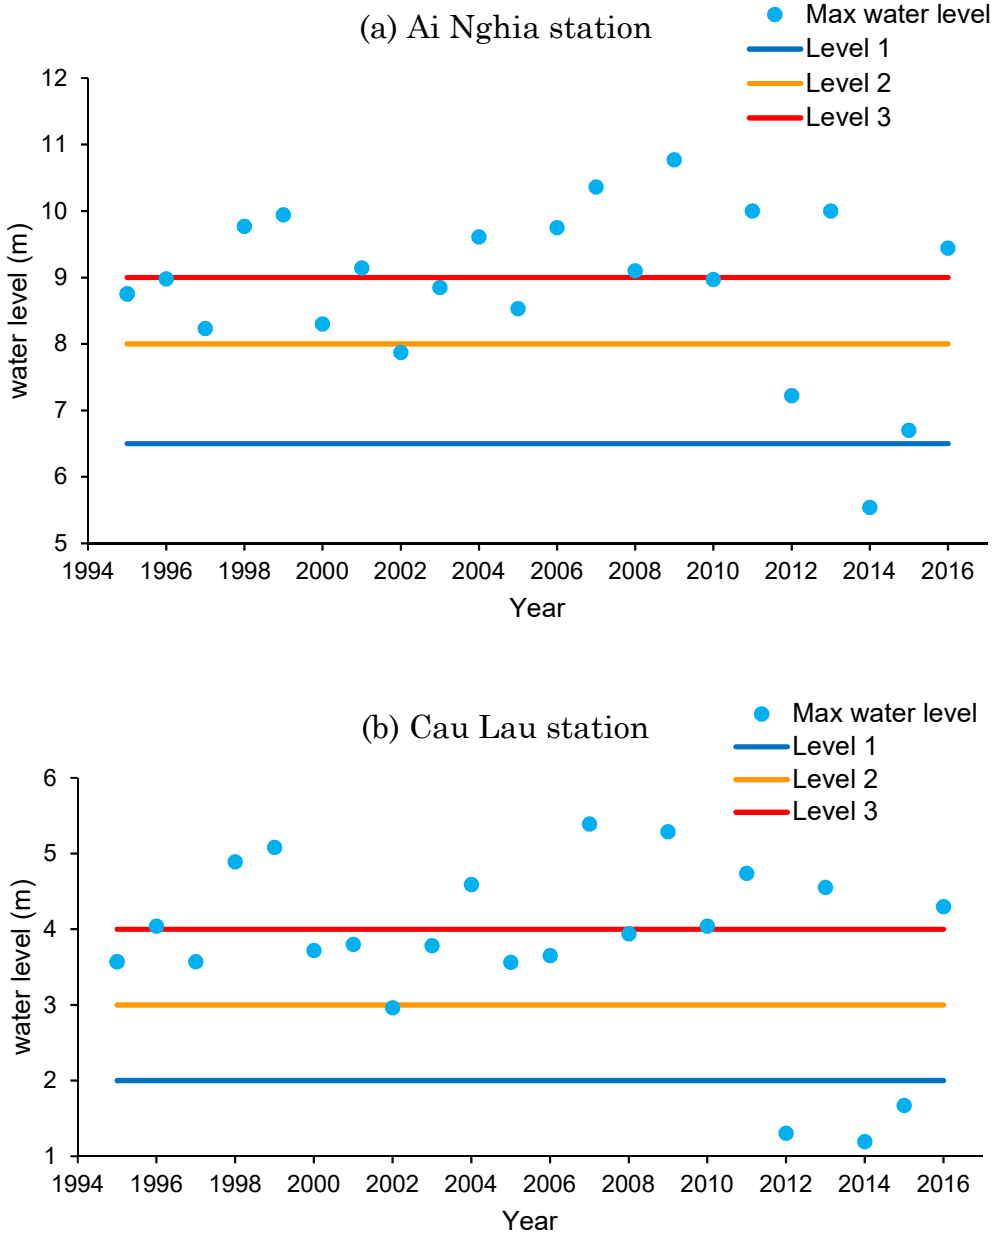 (a) Ai Nghia station
Max water level
Level 1
Level 2
Level 3
12
11
10
9
8
7
6
5
water level (m)
1994 1996 1998 2000 2002 2004 2006 2008 2010 2012 2014 2016
Year
(b) Cau Lau station
Max water level
Level 1
Level 2
Level 3
6
5
4
3
2
1
water level (m)
1994 1996 1998 2000 2002 2004 2006 2008 2010 2012 2014 2016
Year